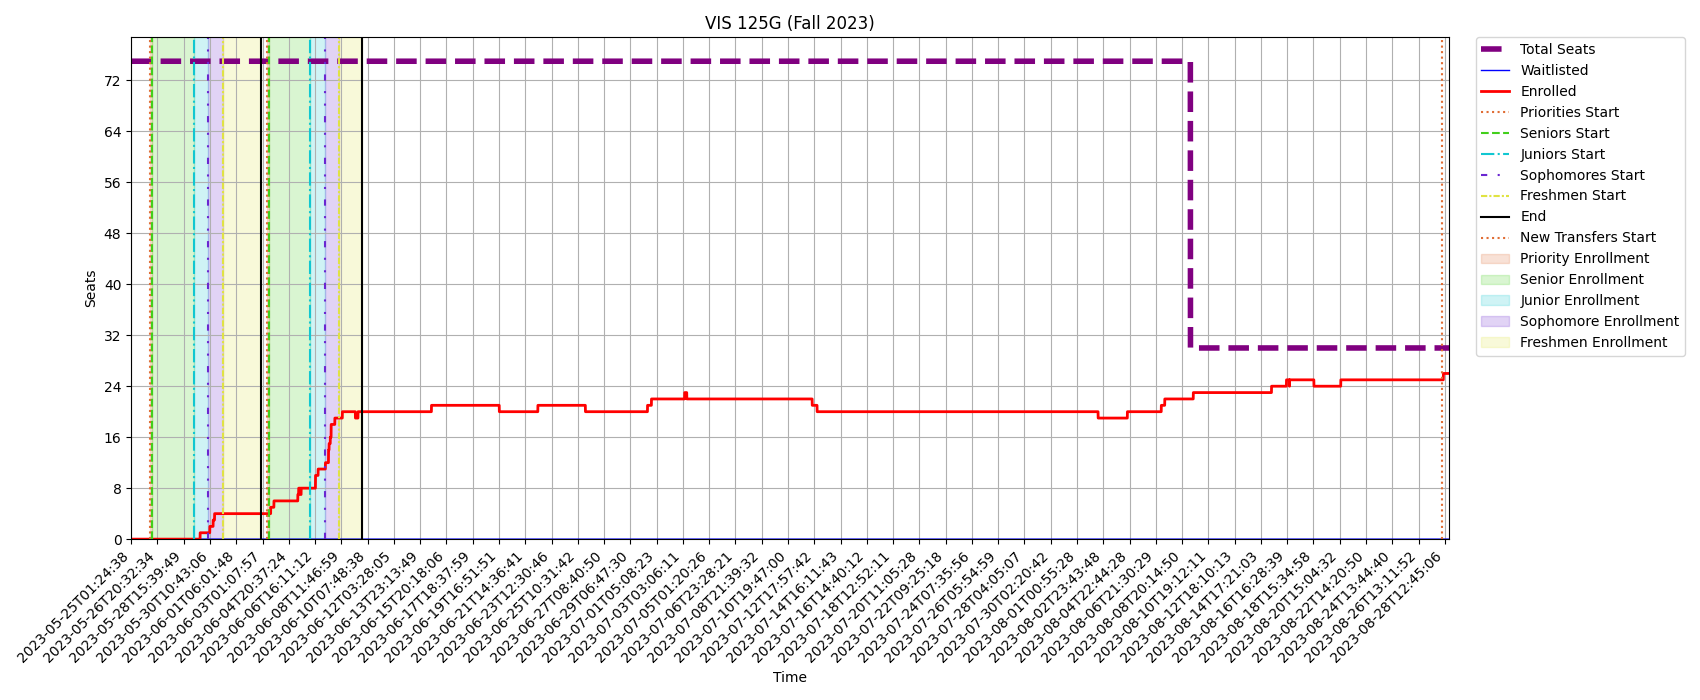 VIS 125G (Fall 2023)
Seats
72
64
56
48
40
32
24
16
8
0
2023-05-25T01:24:38
2023-05-26T20:32:34
2023-05-28T15:39:49
2023-05-30T10:43:06
2023-06-01T06:01:48
2023-06-03T01:07:57
2023-06-04T20:37:24
2023-06-06T16:11:12
2023-06-08T11:46:59
2023-06-10T07:48:38
2023-06-12T03:28:05
2023-06-13T23:13:49
2023-06-15T20:18:06
2023-06-17T18:37:59
2023-06-19T16:51:51
2023-06-21T14:36:41
2023-06-23T12:30:46
2023-06-25T10:31:42
2023-06-27T08:40:50
2023-06-29T06:47:30
2023-07-01T05:08:23
2023-07-03T03:06:11
2023-07-05T01:20:26
2023-07-06T23:28:21
2023-07-08T21:39:32
2023-07-10T19:47:00
2023-07-12T17:57:42
2023-07-14T16:11:43
2023-07-16T14:40:12
2023-07-18T12:52:11
2023-07-20T11:05:28
2023-07-22T09:25:18
2023-07-24T07:35:56
2023-07-26T05:54:59
2023-07-28T04:05:07
2023-07-30T02:20:42
2023-08-01T00:55:28
2023-08-02T23:43:48
2023-08-04T22:44:28
2023-08-06T21:30:29
2023-08-08T20:14:50
2023-08-10T19:12:11
2023-08-12T18:10:13
2023-08-14T17:21:03
2023-08-16T16:28:39
2023-08-18T15:34:58
2023-08-20T15:04:32
2023-08-22T14:20:50
2023-08-24T13:44:40
2023-08-26T13:11:52
2023-08-28T12:45:06
Time
Total Seats
Waitlisted
Enrolled
Priorities Start
Seniors Start
Juniors Start
Sophomores Start
Freshmen Start
End
New Transfers Start
Priority Enrollment
Senior Enrollment
Junior Enrollment
Sophomore Enrollment
Freshmen Enrollment